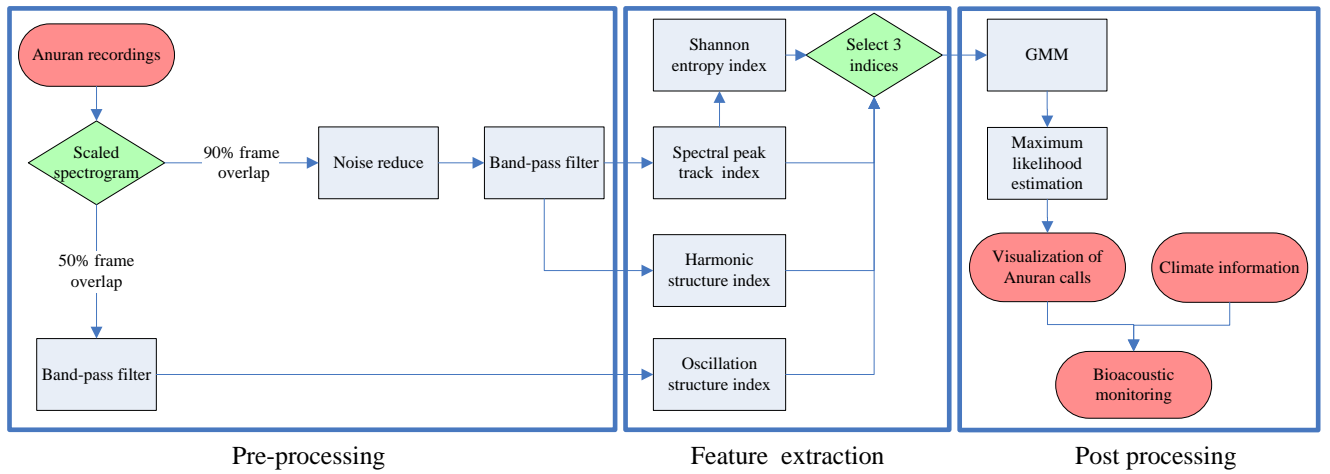 Anuran recordings
Scaled
spectrogram
90% frame
overlap
Noise reduce
Band-pass filter
50% frame
overlap
Band-pass filter
Pre-processing
Shannon
entropy index
Select 3
indices
Spectral peak
track index
Harmonic
structure index
Oscillation
structure index
Feature extraction
GMM
Maximum
likelihood
estimation
Visualization of
Anuran calls
Climate information
Bioacoustic
monitoring
Post processing